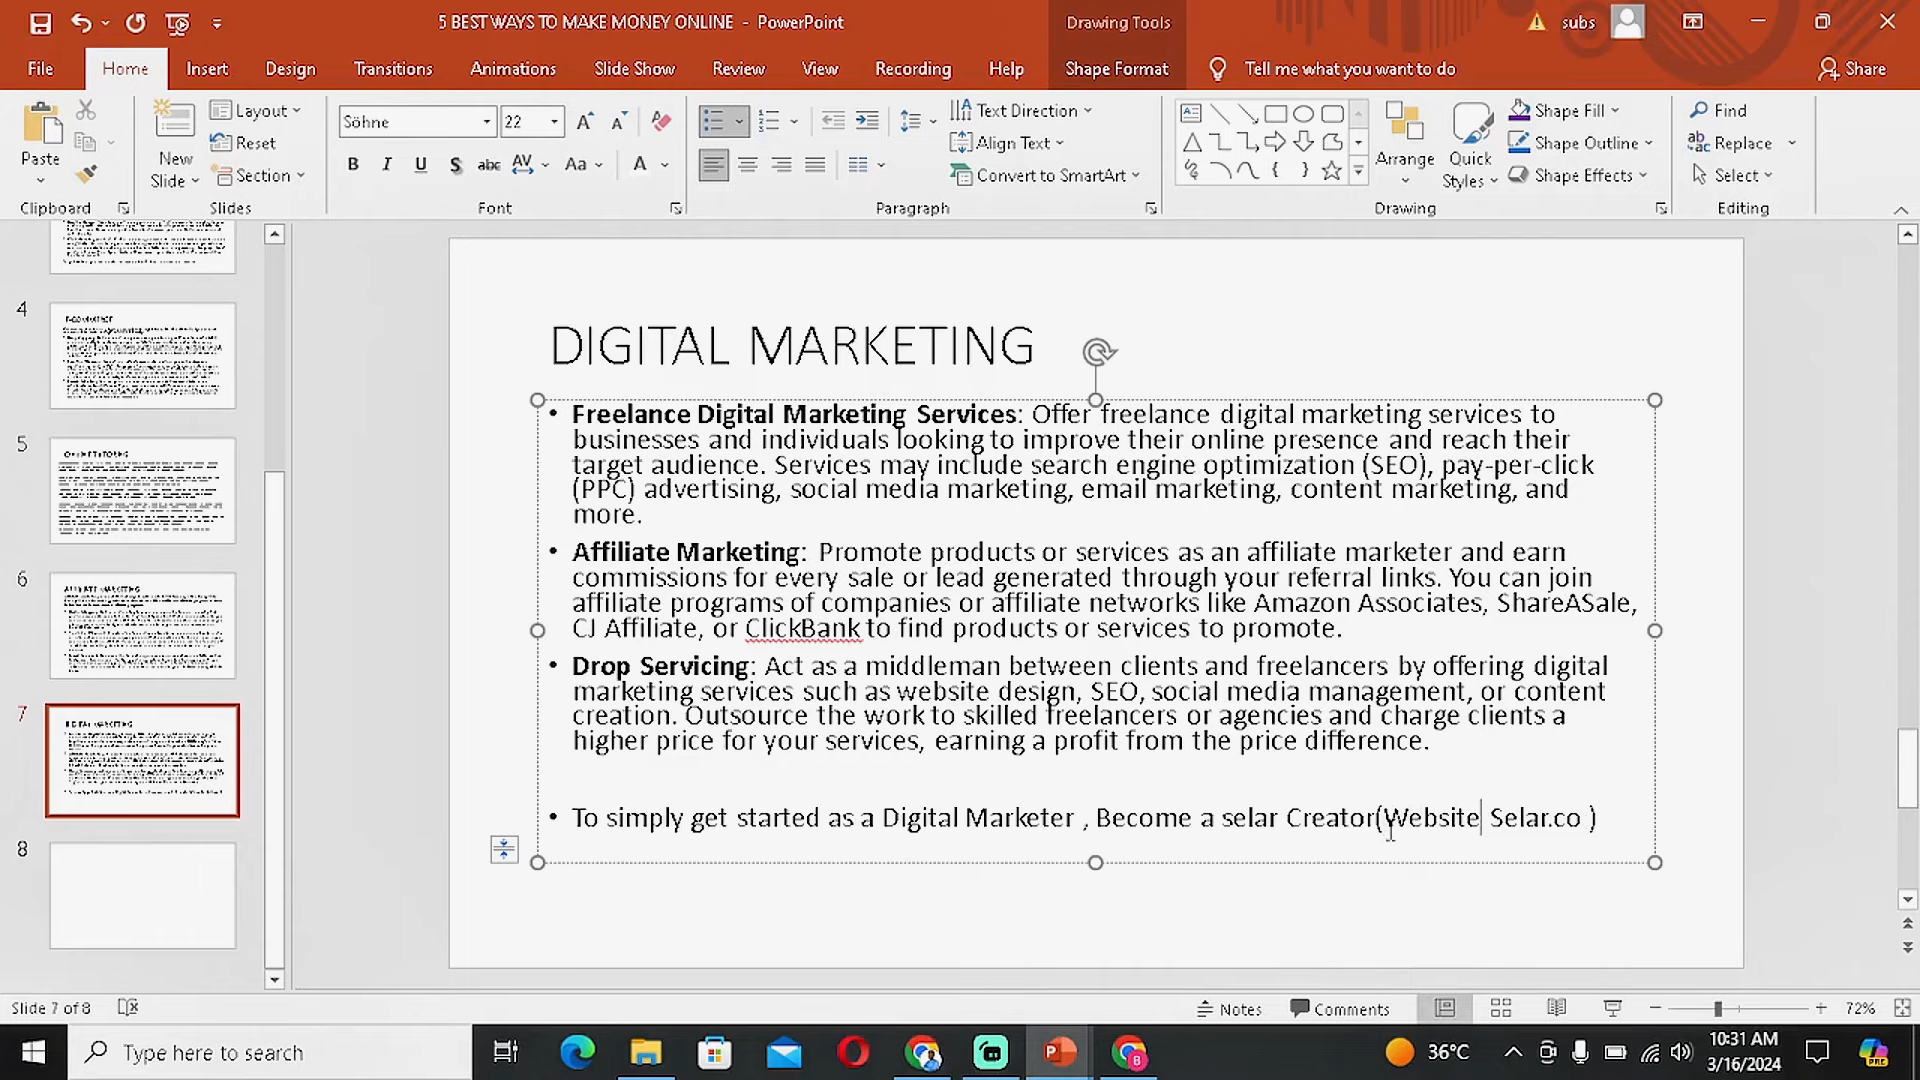 5 BEST WAYS TO MAKE MONEY ONLINE - PowerPoint
Drawing Tools
subs
File Home Insert Design Transitions Animations Slide Show Review View Recording Help Shape Format Tell me what you want to do Share
Paste
Clipboard
New Slide
Layout
Reset
Section
Slides
Söhne 22
B I U S abc AV Aa A
Font
Text Direction
Align Text
Convert to SmartArt
Paragraph
Arrange
Quick Styles
Shape Fill
Shape Outline
Shape Effects
Drawing
Find
Replace
Select
Editing
4
5
6
AFFILIATE MARKETING
7
DIGITAL MARKETING
8
DIGITAL MARKETING
• Freelance Digital Marketing Services: Offer freelance digital marketing services to
businesses and individuals looking to improve their online presence and reach their
target audience. Services may include search engine optimization (SEO), pay-per-click
(PPC) advertising, social media marketing, email marketing, content marketing, and
more.
• Affiliate Marketing: Promote products or services as an affiliate marketer and earn
commissions for every sale or lead generated through your referral links. You can join
affiliate programs of companies or affiliate networks like Amazon Associates, ShareASale,
CJ Affiliate, or ClickBank to find products or services to promote.
• Drop Servicing: Act as a middleman between clients and freelancers by offering digital
marketing services such as website design, SEO, social media management, or content
creation. Outsource the work to skilled freelancers or agencies and charge clients a
higher price for your services, earning a profit from the price difference.
• To simply get started as a Digital Marketer , Become a selar Creator(Website Selar.co )
Slide 7 of 8
Notes Comments 72%
Type here to search
36°C
10:31 AM
3/16/2024